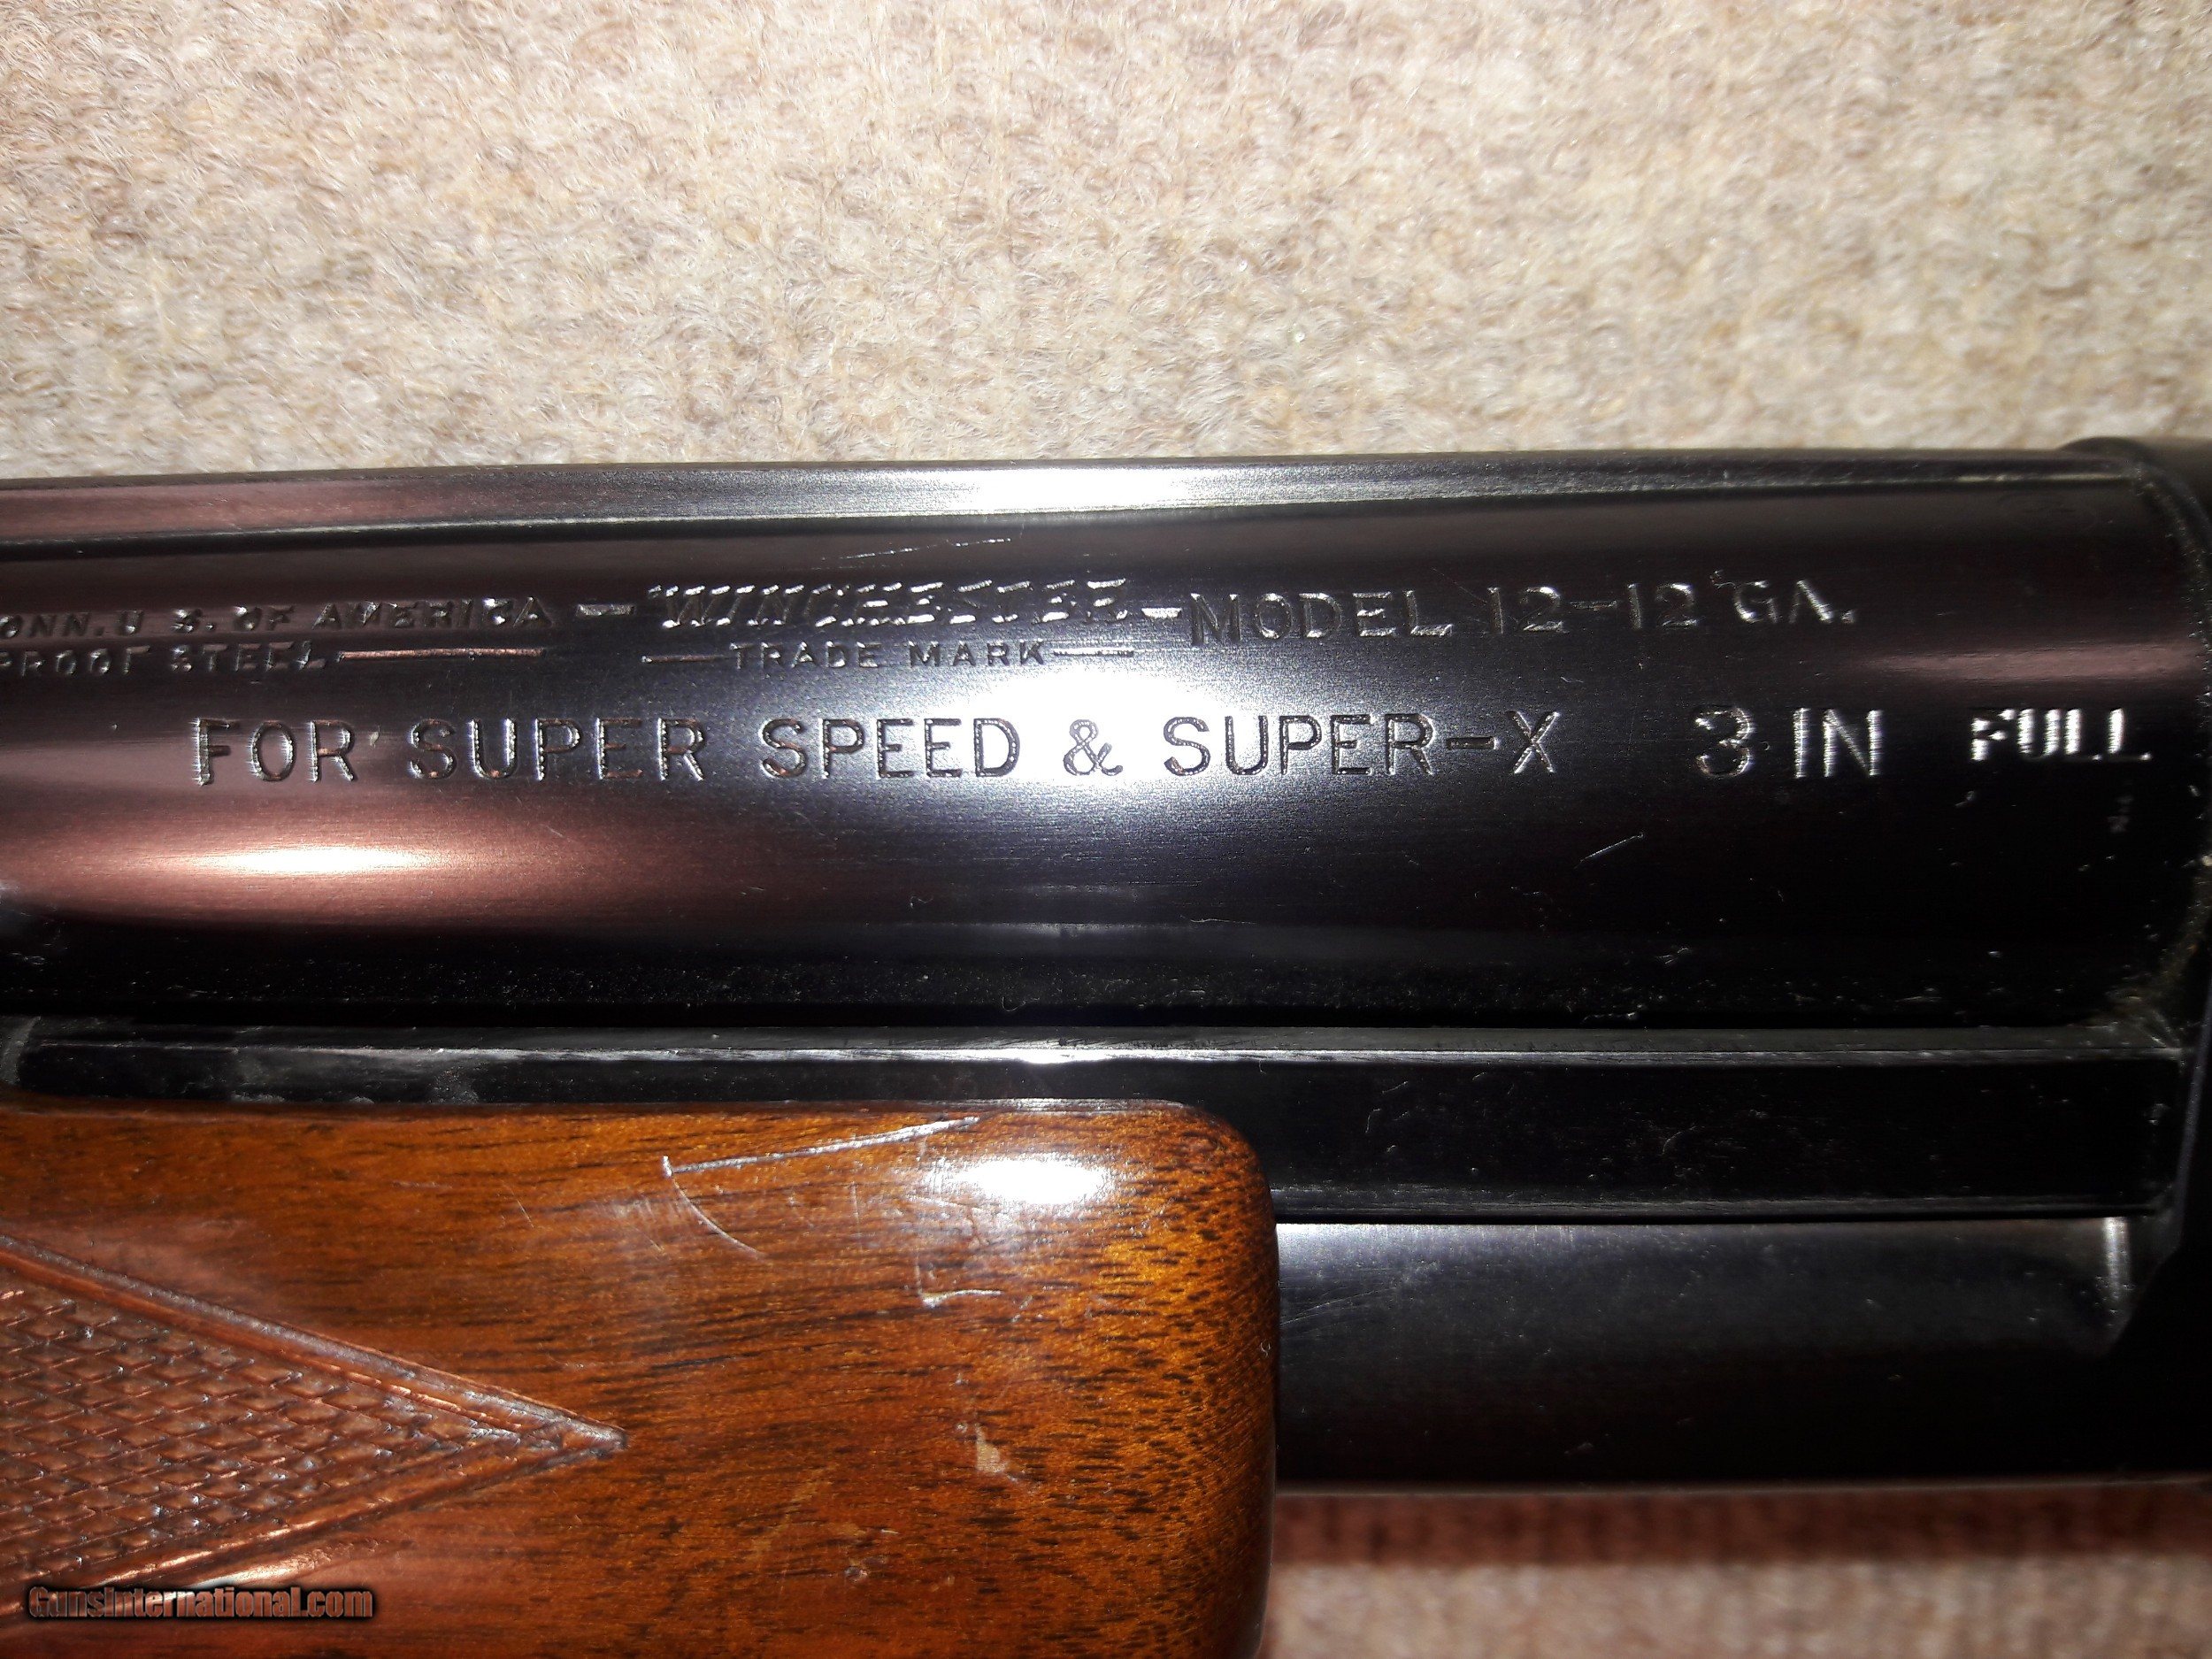 ONN. U. S. OF AMERICA — WINCHESTER — MODEL 12-12 GA.
PROOF STEEL — — TRADE MARK —
FOR SUPER SPEED & SUPER-X 3 IN FULL
GunsInternational.com